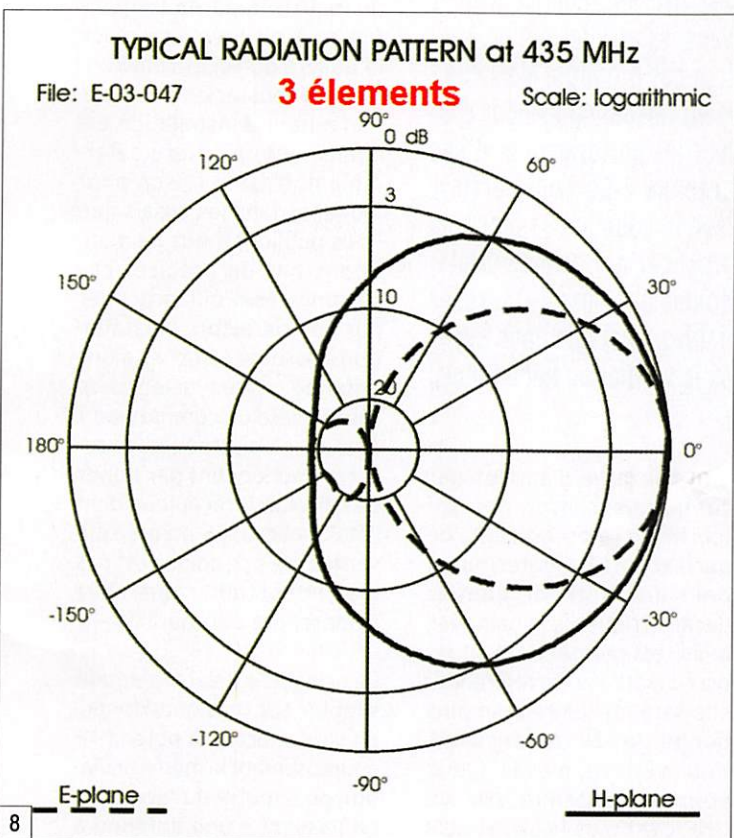 TYPICAL RADIATION PATTERN at 435 MHz
File: E-03-047 3 élements Scale: logarithmic
90°
0 dB
120° 60°
3
150° 30°
10
20
180° 0°
-150° -30°
-120° -60°
-90°
E-plane H-plane
8